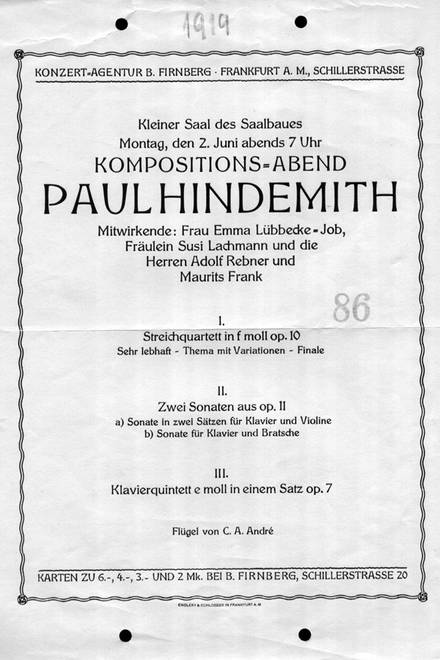 1919
KONZERT=AGENTUR B. FIRNBERG · FRANKFURT A. M., SCHILLERSTRASSE
Kleiner Saal des Saalbaues
Montag, den 2. Juni abends 7 Uhr
KOMPOSITIONS=ABEND
PAUL HINDEMITH
Mitwirkende: Frau Emma Lübbecke=Job,
Fräulein Susi Lachmann und die
Herren Adolf Rebner und
Maurits Frank
86
I.
Streichquartett in f moll op. 10
Sehr lebhaft - Thema mit Variationen - Finale
II.
Zwei Sonaten aus op. 11
a) Sonate in zwei Sätzen für Klavier und Violine
b) Sonate für Klavier und Bratsche
III.
Klavierquintett e moll in einem Satz op. 7
Flügel von C. A. André
KARTEN ZU 6.-, 4.-, 3.- UND 2 MK. BEI B. FIRNBERG, SCHILLERSTRASSE 20
ENGLERT & SCHLOSSER IN FRANKFURT A. M